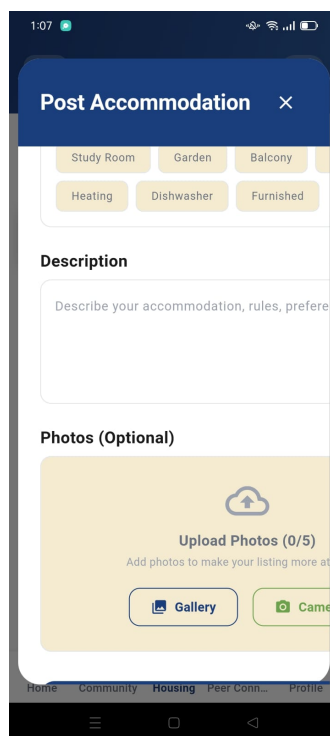 1:07
Post Accommodation ×
Study Room Garden Balcony
Heating Dishwasher Furnished
Description
Describe your accommodation, rules, prefere
Photos (Optional)
Upload Photos (0/5)
Add photos to make your listing more at
Gallery Came
Home Community Housing Peer Conn... Profile